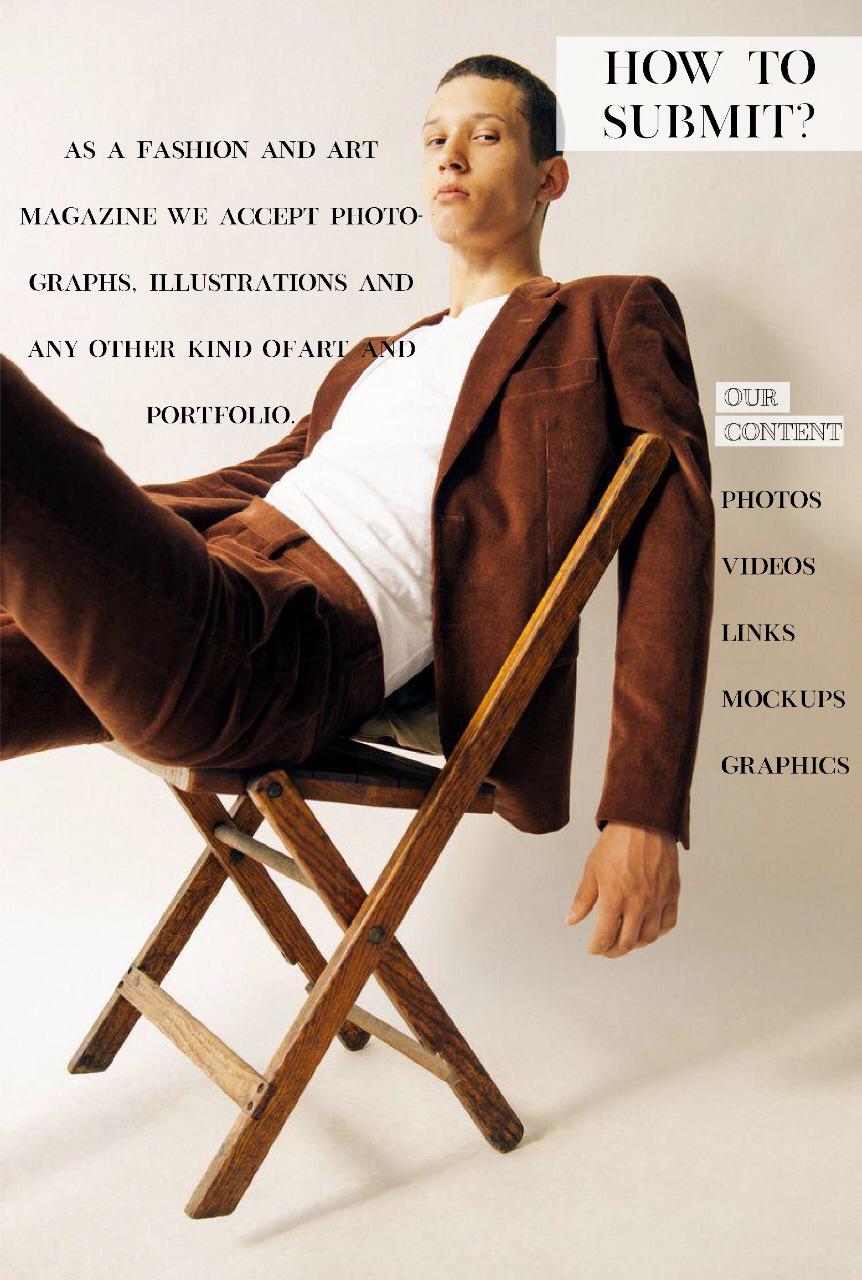 HOW TO
SUBMIT?
AS A FASHION AND ART
MAGAZINE WE ACCEPT PHOTO-
GRAPHS, ILLUSTRATIONS AND
ANY OTHER KIND OFART AND
PORTFOLIO.
OUR
CONTENT
PHOTOS
VIDEOS
LINKS
MOCKUPS
GRAPHICS